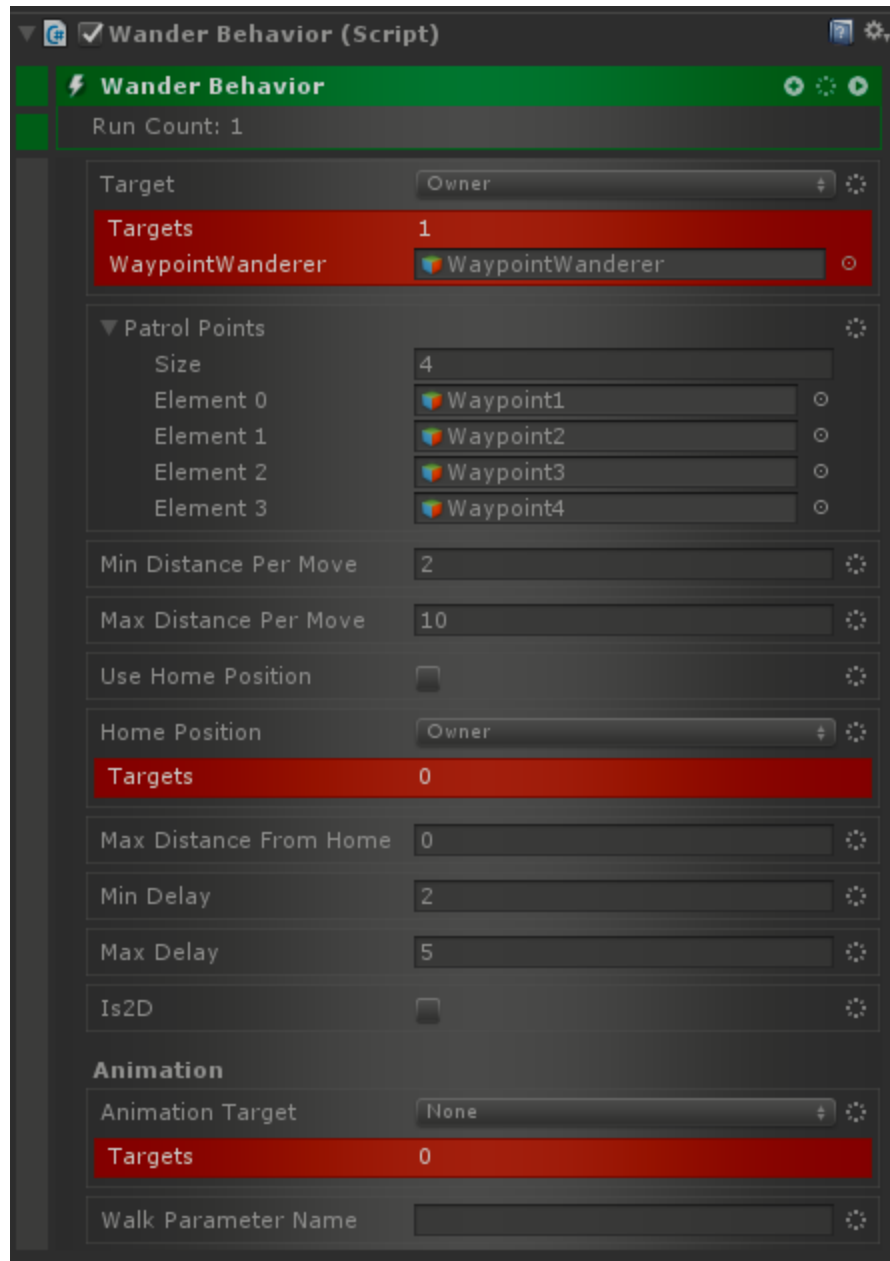 Wander Behavior (Script)
Wander Behavior
Run Count: 1
Target Owner
Targets 1
WaypointWanderer WaypointWanderer
Patrol Points
Size 4
Element 0 Waypoint1
Element 1 Waypoint2
Element 2 Waypoint3
Element 3 Waypoint4
Min Distance Per Move 2
Max Distance Per Move 10
Use Home Position
Home Position Owner
Targets 0
Max Distance From Home 0
Min Delay 2
Max Delay 5
Is2D
Animation
Animation Target None
Targets 0
Walk Parameter Name